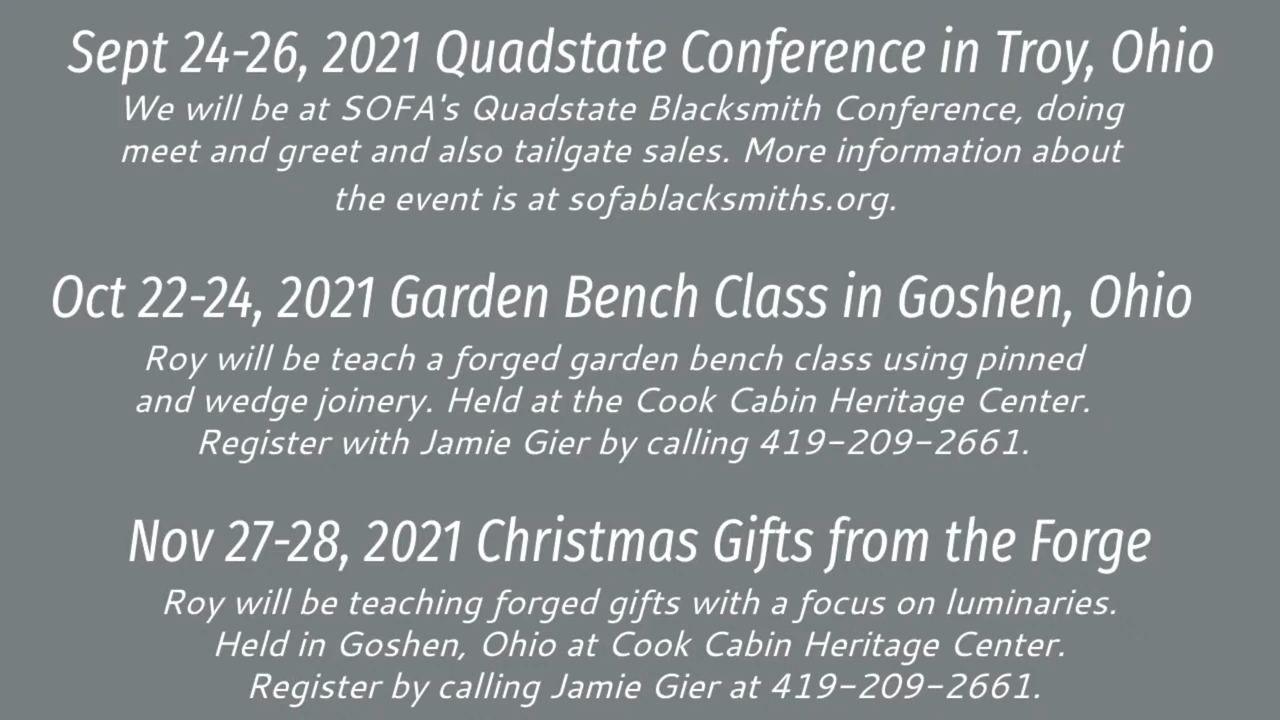 Sept 24-26, 2021 Quadstate Conference in Troy, Ohio
We will be at SOFA's Quadstate Blacksmith Conference, doing
meet and greet and also tailgate sales. More information about
the event is at sofablacksmiths.org.
Oct 22-24, 2021 Garden Bench Class in Goshen, Ohio
Roy will be teach a forged garden bench class using pinned
and wedge joinery. Held at the Cook Cabin Heritage Center.
Register with Jamie Gier by calling 419-209-2661.
Nov 27-28, 2021 Christmas Gifts from the Forge
Roy will be teaching forged gifts with a focus on luminaries.
Held in Goshen, Ohio at Cook Cabin Heritage Center.
Register by calling Jamie Gier at 419-209-2661.